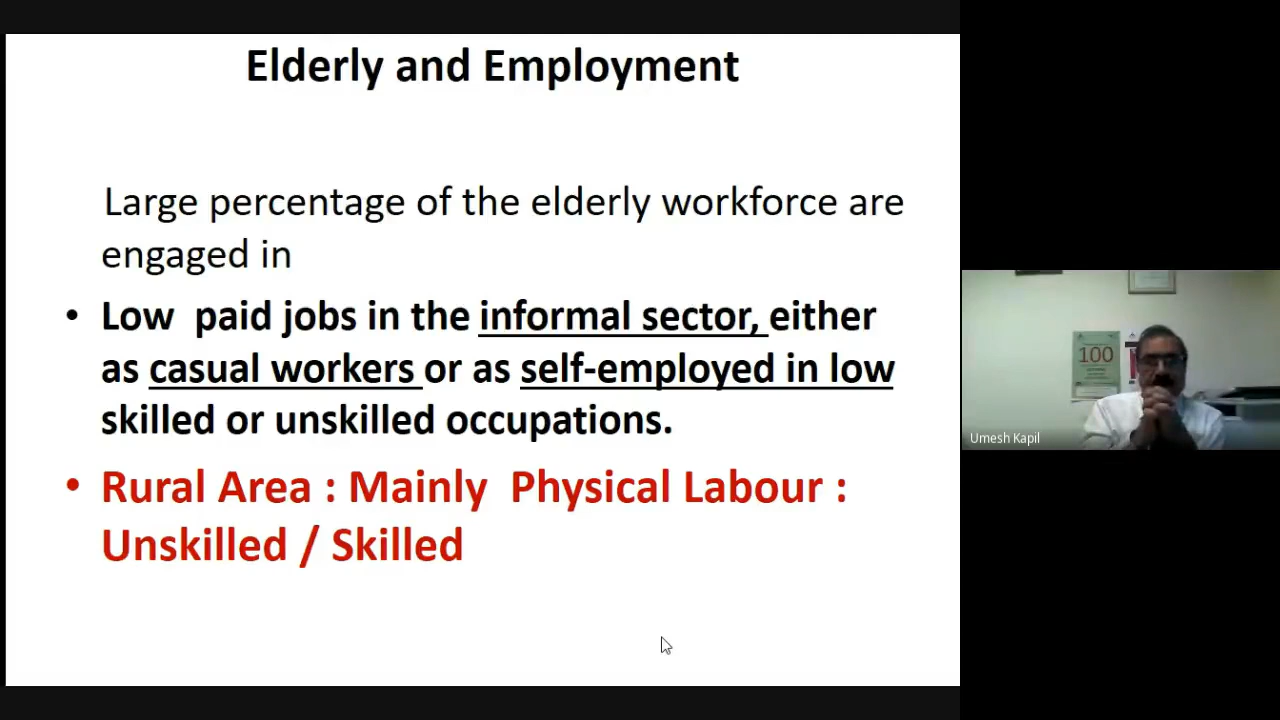 Elderly and Employment
Large percentage of the elderly workforce are
engaged in
• Low paid jobs in the informal sector, either
as casual workers or as self-employed in low
skilled or unskilled occupations.
• Rural Area : Mainly Physical Labour :
Unskilled / Skilled
100
Umesh Kapil